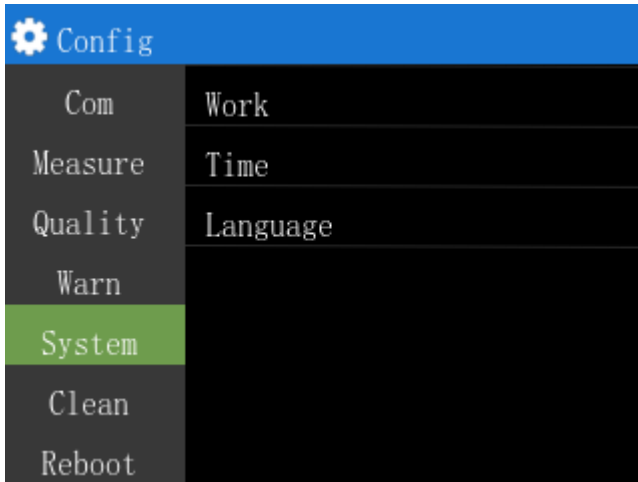 Config
Com
Measure
Quality
Warn
System
Clean
Reboot
Work
Time
Language